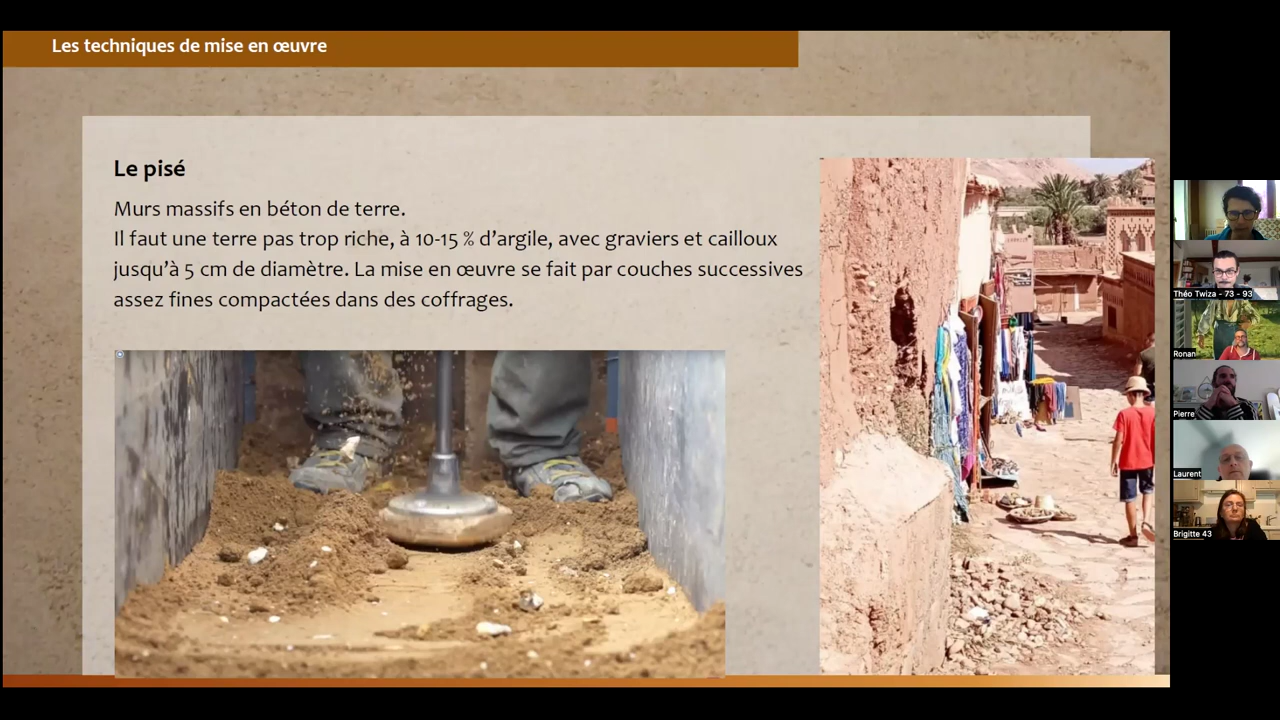 Les techniques de mise en œuvre
Le pisé
Murs massifs en béton de terre.
Il faut une terre pas trop riche, à 10-15 % d’argile, avec graviers et cailloux
jusqu’à 5 cm de diamètre. La mise en œuvre se fait par couches successives
assez fines compactées dans des coffrages.
Théo Twiza - 73 - 93
Ronan
Pierre
Laurent
Brigitte 43